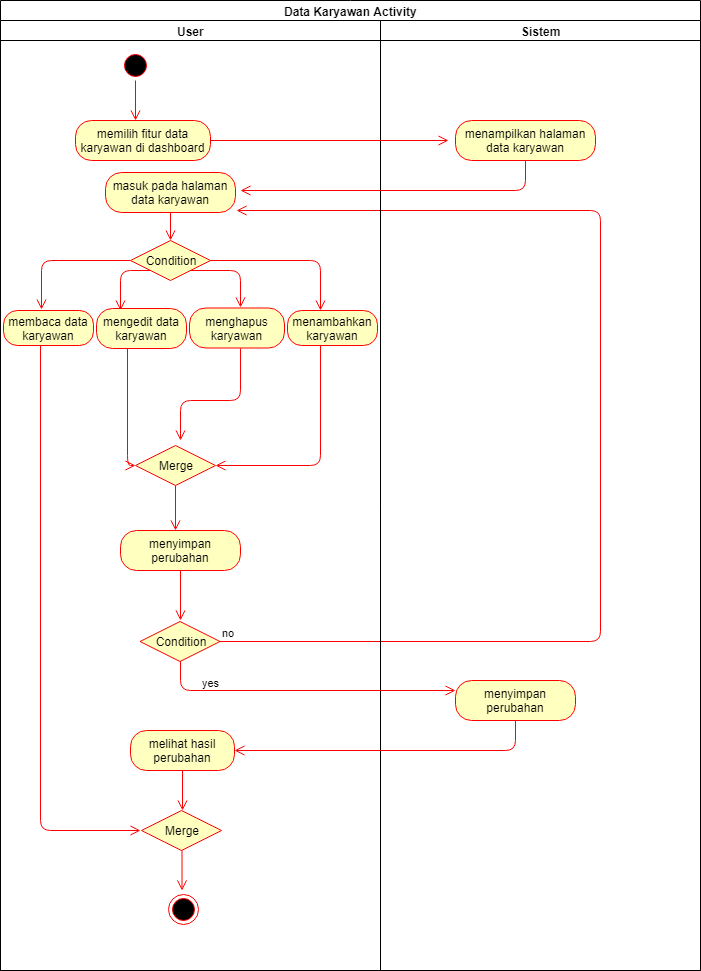 Data Karyawan Activity
User
Sistem
memilih fitur data
karyawan di dashboard
menampilkan halaman
data karyawan
masuk pada halaman
data karyawan
Condition
membaca data
karyawan
mengedit data
karyawan
menghapus
karyawan
menambahkan
karyawan
Merge
menyimpan
perubahan
Condition
no
yes
menyimpan
perubahan
melihat hasil
perubahan
Merge